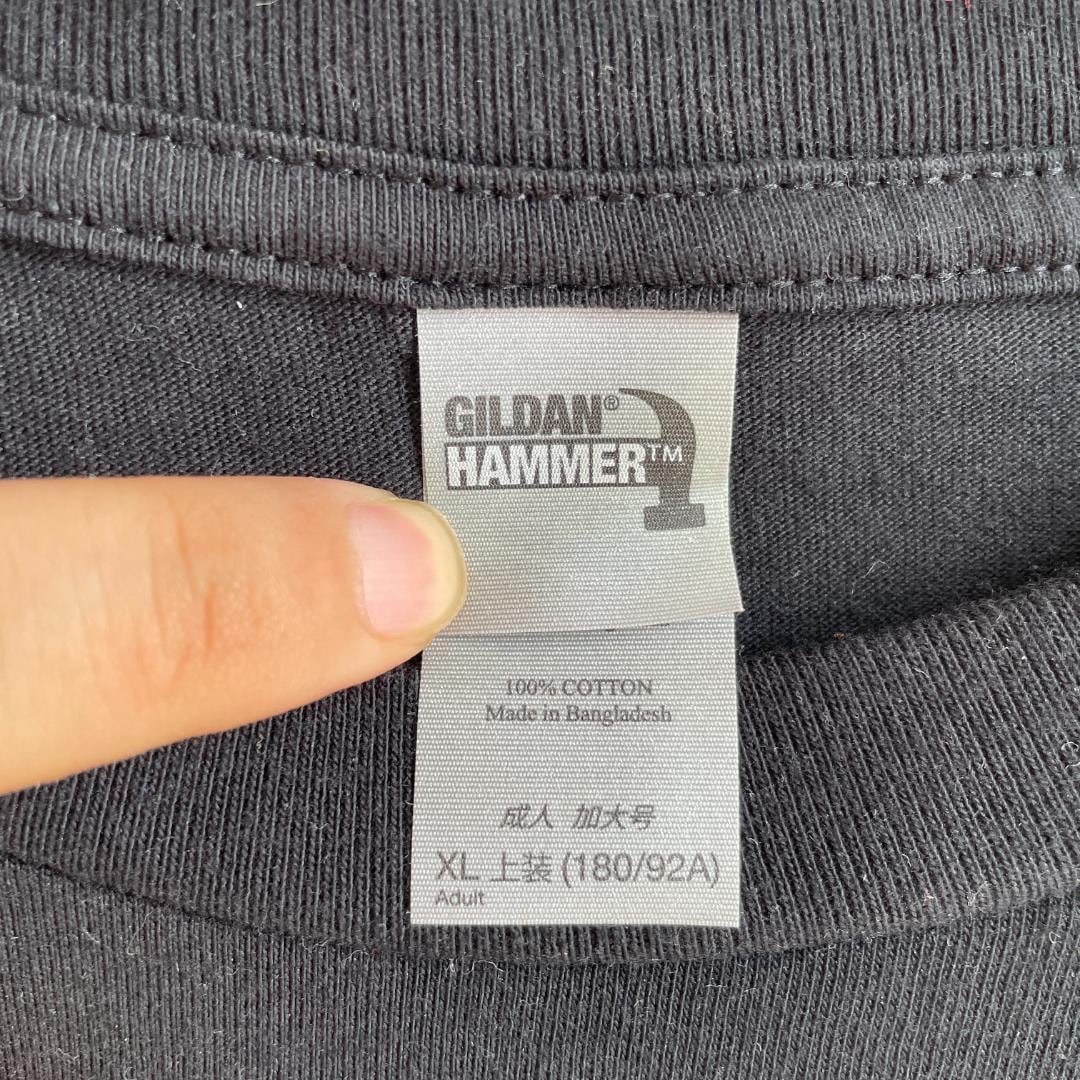 GILDAN®
HAMMER™
100% COTTON
Made in Bangladesh
成人 加大号
XL 上装 (180/92A)
Adult